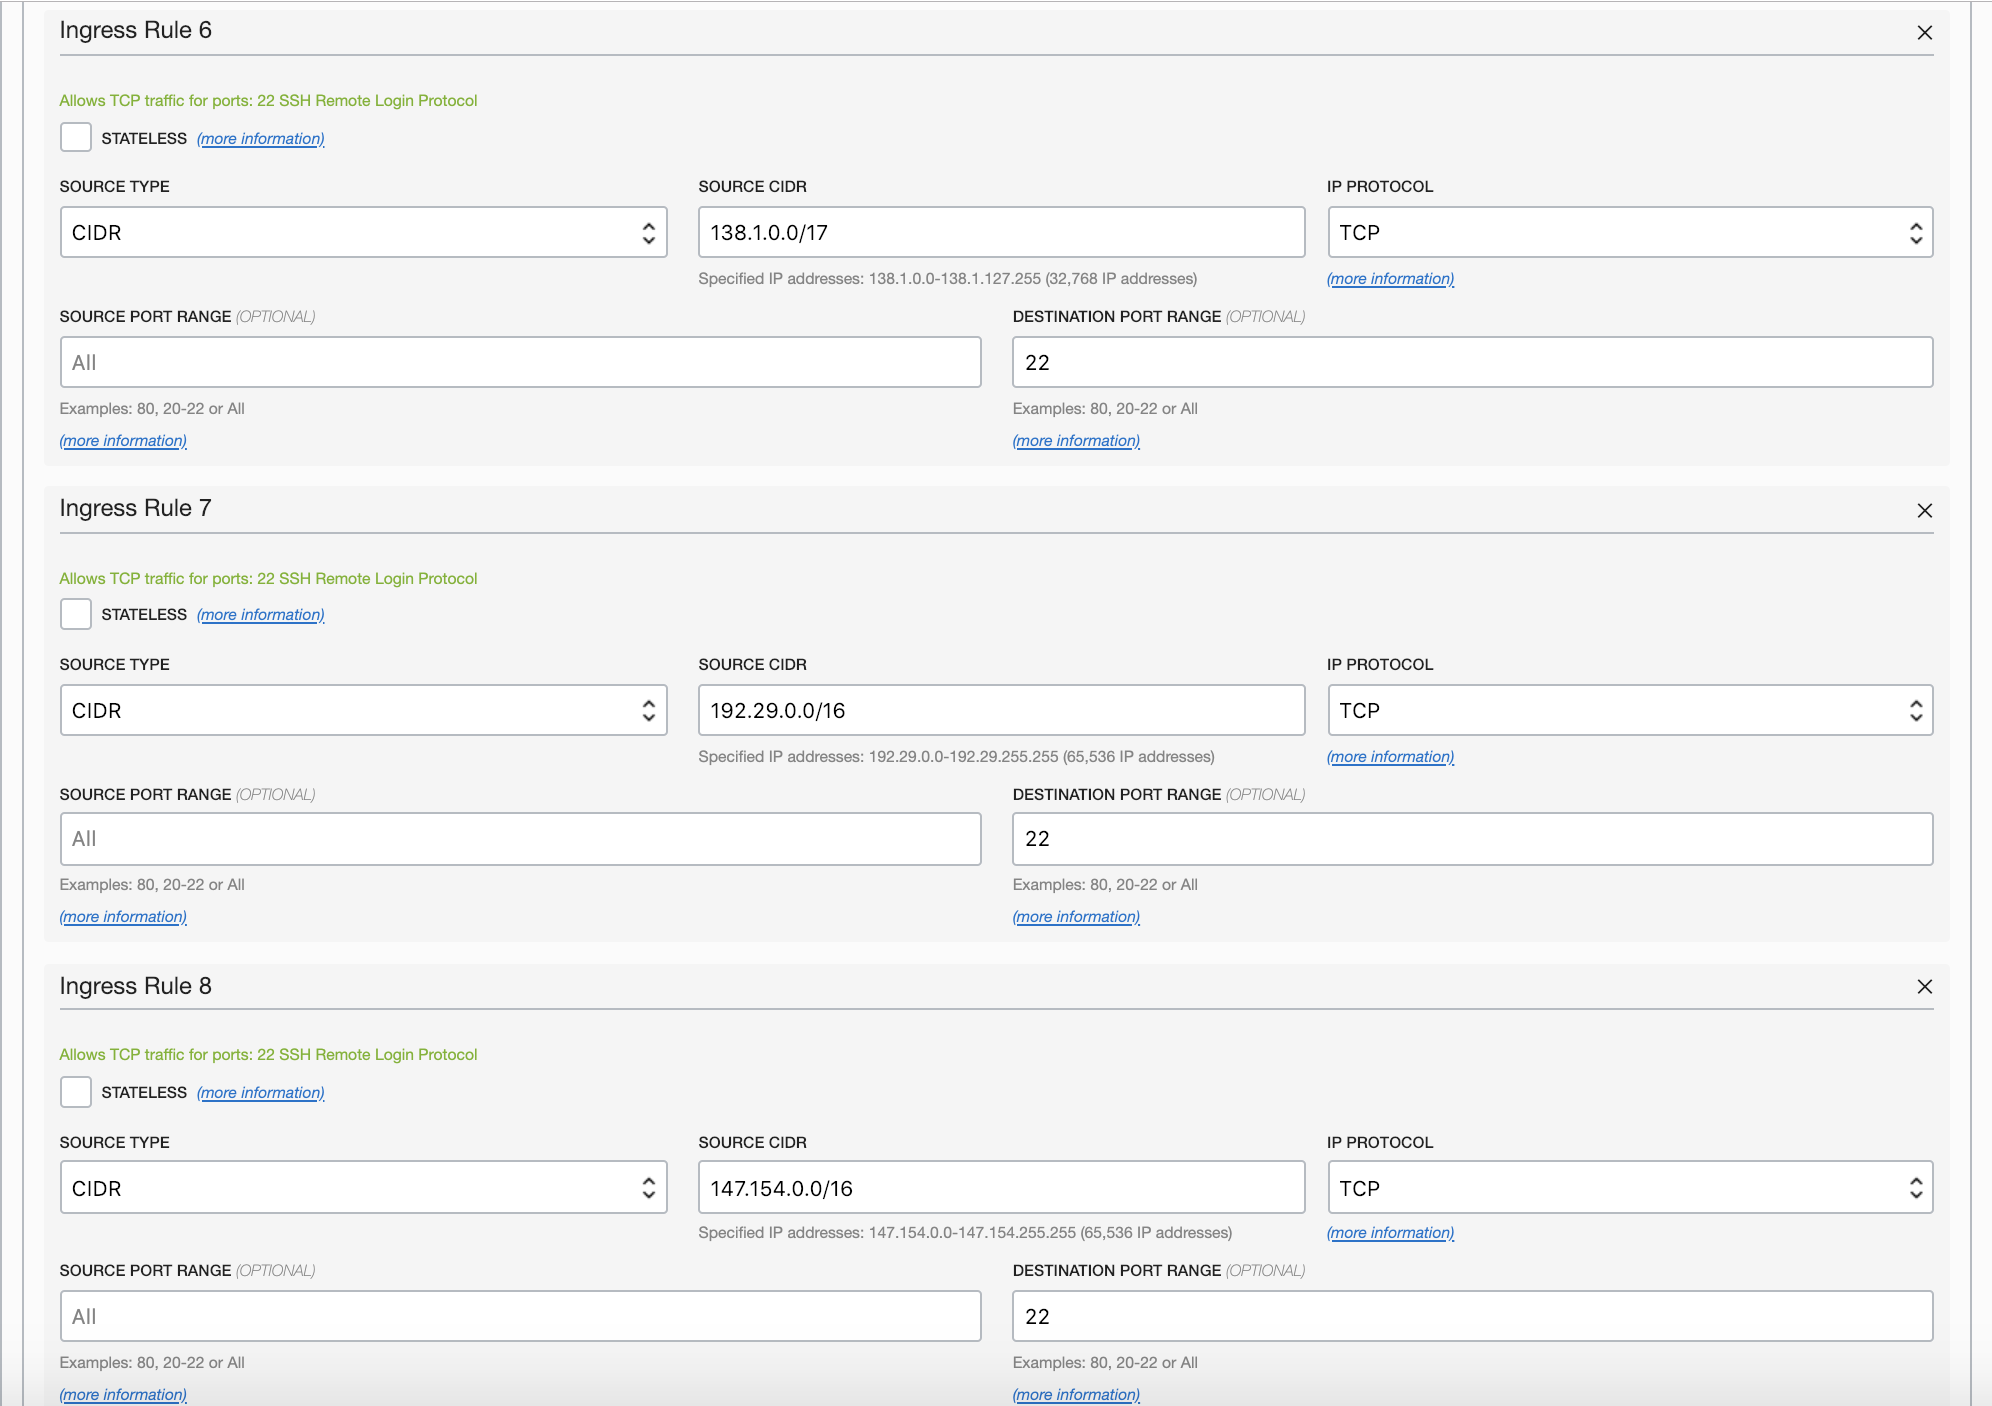 Ingress Rule 6
Allows TCP traffic for ports: 22 SSH Remote Login Protocol
STATELESS (more information)
SOURCE TYPE SOURCE CIDR IP PROTOCOL
CIDR 138.1.0.0/17 TCP
Specified IP addresses: 138.1.0.0-138.1.127.255 (32,768 IP addresses) (more information)
SOURCE PORT RANGE (OPTIONAL) DESTINATION PORT RANGE (OPTIONAL)
All 22
Examples: 80, 20-22 or All Examples: 80, 20-22 or All
(more information) (more information)
Ingress Rule 7
Allows TCP traffic for ports: 22 SSH Remote Login Protocol
STATELESS (more information)
SOURCE TYPE SOURCE CIDR IP PROTOCOL
CIDR 192.29.0.0/16 TCP
Specified IP addresses: 192.29.0.0-192.29.255.255 (65,536 IP addresses) (more information)
SOURCE PORT RANGE (OPTIONAL) DESTINATION PORT RANGE (OPTIONAL)
All 22
Examples: 80, 20-22 or All Examples: 80, 20-22 or All
(more information) (more information)
Ingress Rule 8
Allows TCP traffic for ports: 22 SSH Remote Login Protocol
STATELESS (more information)
SOURCE TYPE SOURCE CIDR IP PROTOCOL
CIDR 147.154.0.0/16 TCP
Specified IP addresses: 147.154.0.0-147.154.255.255 (65,536 IP addresses) (more information)
SOURCE PORT RANGE (OPTIONAL) DESTINATION PORT RANGE (OPTIONAL)
All 22
Examples: 80, 20-22 or All Examples: 80, 20-22 or All
(more information) (more information)